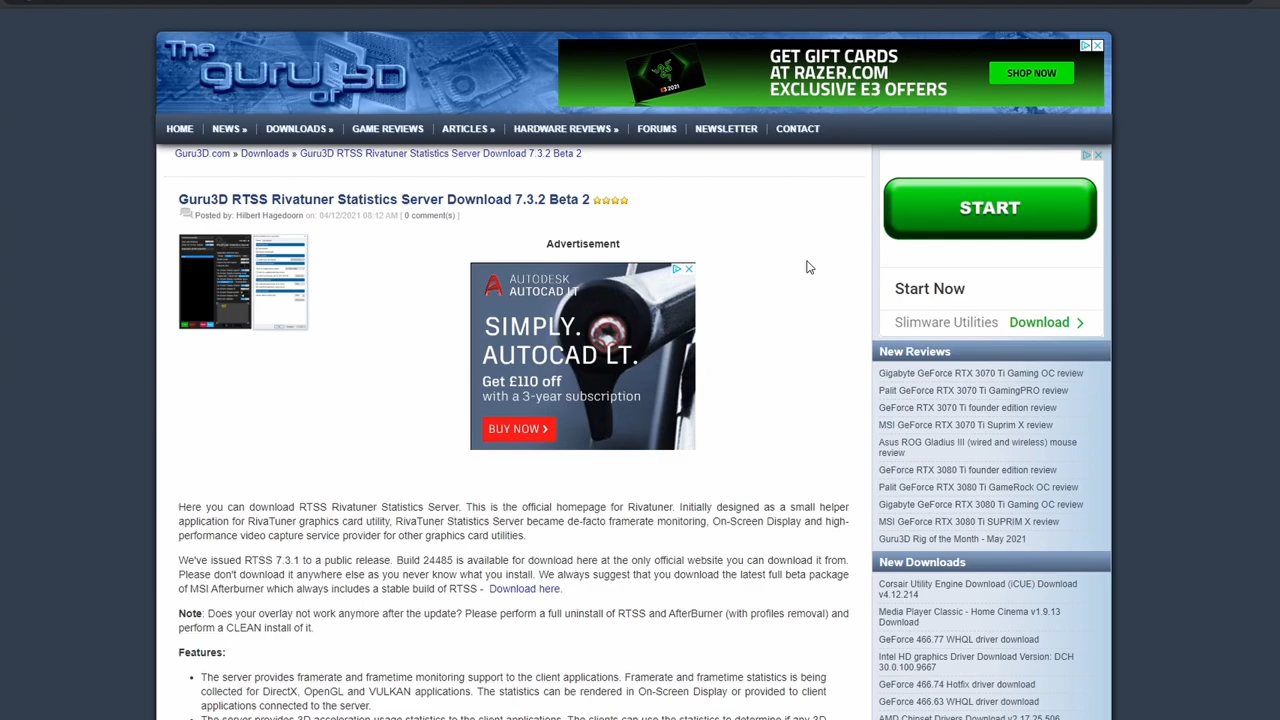 The
guru3D
of
GET GIFT CARDS
AT RAZER.COM
EXCLUSIVE E3 OFFERS
SHOP NOW
E3 2021
HOME
NEWS »
DOWNLOADS »
GAME REVIEWS
ARTICLES »
HARDWARE REVIEWS »
FORUMS
NEWSLETTER
CONTACT
Guru3D.com » Downloads » Guru3D RTSS Rivatuner Statistics Server Download 7.3.2 Beta 2
Guru3D RTSS Rivatuner Statistics Server Download 7.3.2 Beta 2
Posted by: Hilbert Hagedoorn on: 04/12/2021 08:12 AM [ 0 comment(s) ]
Advertisement
AUTODESK
AUTOCAD LT
SIMPLY.
AUTOCAD LT.
Get £110 off
with a 3-year subscription
BUY NOW
Here you can download RTSS Rivatuner Statistics Server. This is the official homepage for Rivatuner. Initially designed as a small helper
application for RivaTuner graphics card utility, RivaTuner Statistics Server became de-facto framerate monitoring, On-Screen Display and high-
performance video capture service provider for other graphics card utilities.
We've issued RTSS 7.3.1 to a public release. Build 24485 is available for download here at the only official website you can download it from.
Please don't download it anywhere else as you never know what you install. We always suggest that you download the latest full beta package
of MSI Afterburner which always includes a stable build of RTSS - Download here.
Note: Does your overlay not work anymore after the update? Please perform a full uninstall of RTSS and AfterBurner (with profiles removal) and
perform a CLEAN install of it.
Features:
• The server provides framerate and frametime monitoring support to the client applications. Framerate and frametime statistics is being
collected for DirectX, OpenGL and VULKAN applications. The statistics can be rendered in On-Screen Display or provided to client
applications connected to the server.
• The server provides 3D acceleration usage statistics to the client applications. The clients can use the statistics to determine if any 3D
START
Start Now
Slimware Utilities
Download
New Reviews
Gigabyte GeForce RTX 3070 Ti Gaming OC review
Palit GeForce RTX 3070 Ti GamingPRO review
GeForce RTX 3070 Ti founder edition review
MSI GeForce RTX 3070 Ti Suprim X review
Asus ROG Gladius III (wired and wireless) mouse
review
GeForce RTX 3080 Ti founder edition review
Palit GeForce RTX 3080 Ti GameRock OC review
Gigabyte GeForce RTX 3080 Ti Gaming OC review
MSI GeForce RTX 3080 Ti SUPRIM X review
Guru3D Rig of the Month - May 2021
New Downloads
Corsair Utility Engine Download (iCUE) Download
v4.12.214
Media Player Classic - Home Cinema v1.9.13
Download
GeForce 466.77 WHQL driver download
Intel HD graphics Driver Download Version: DCH
30.0.100.9667
GeForce 466.74 Hotfix driver download
GeForce 466.63 WHQL driver download
AMD Chipset Drivers Download v2.17.25.506